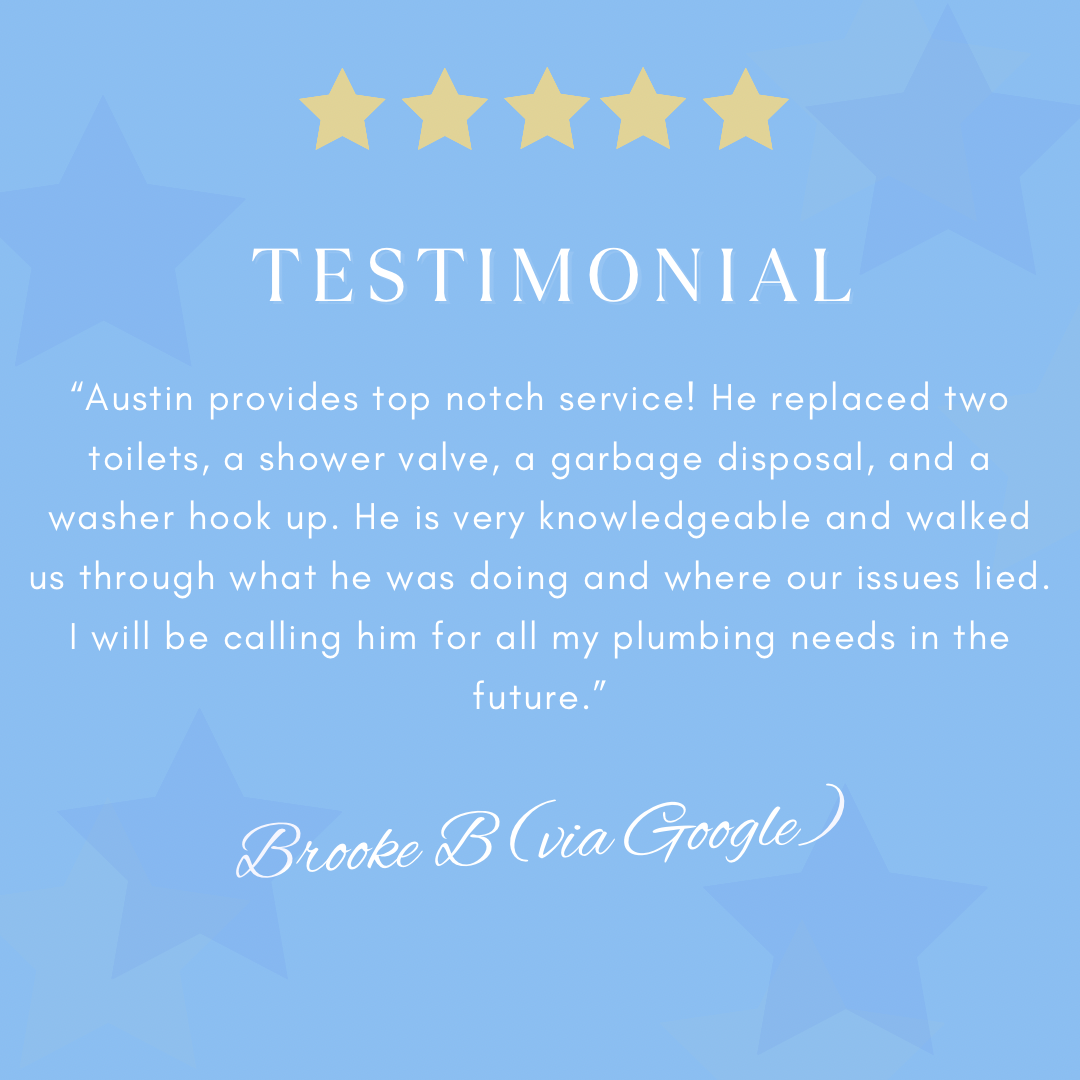 TESTIMONIAL
“Austin provides top notch service! He replaced two
toilets, a shower valve, a garbage disposal, and a
washer hook up. He is very knowledgeable and walked
us through what he was doing and where our issues lied.
I will be calling him for all my plumbing needs in the
future.”
Brooke B (via Google)